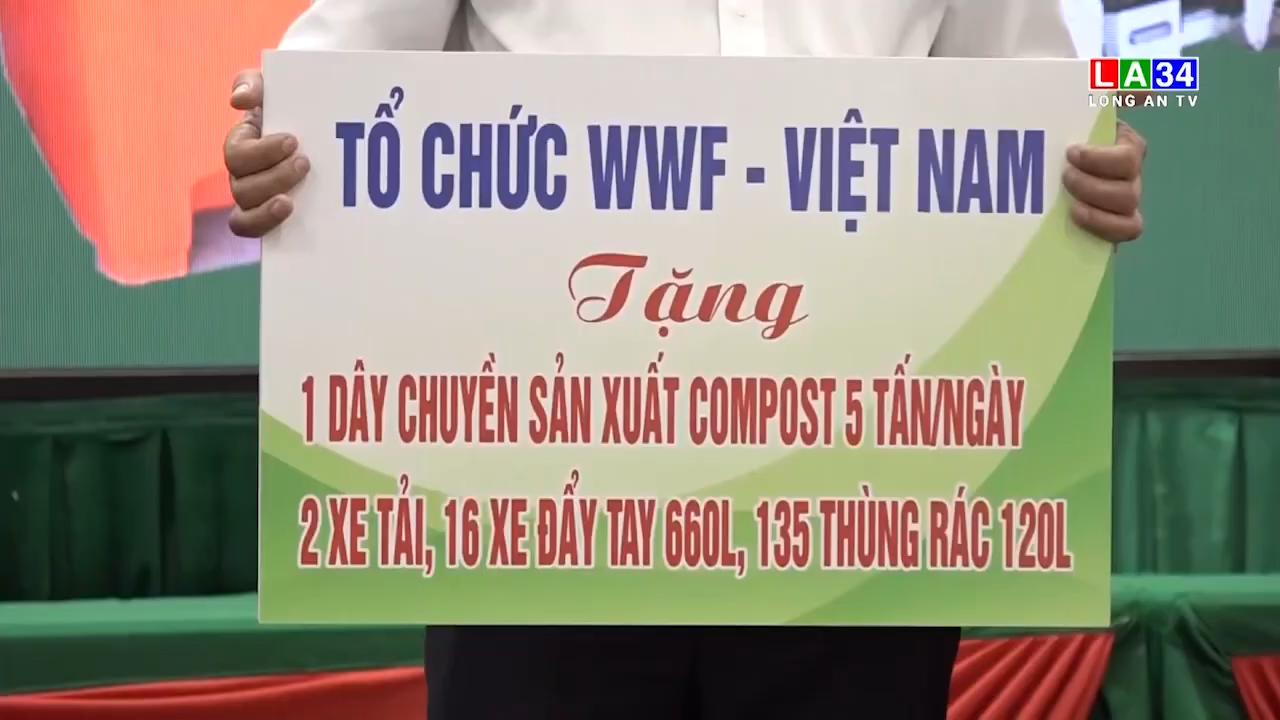 LA34
LONG AN TV
TỔ CHỨC WWF - VIỆT NAM
Tặng
1 DÂY CHUYỀN SẢN XUẤT COMPOST 5 TẤN/NGÀY
2 XE TẢI, 16 XE ĐẨY TAY 660L, 135 THÙNG RÁC 120L